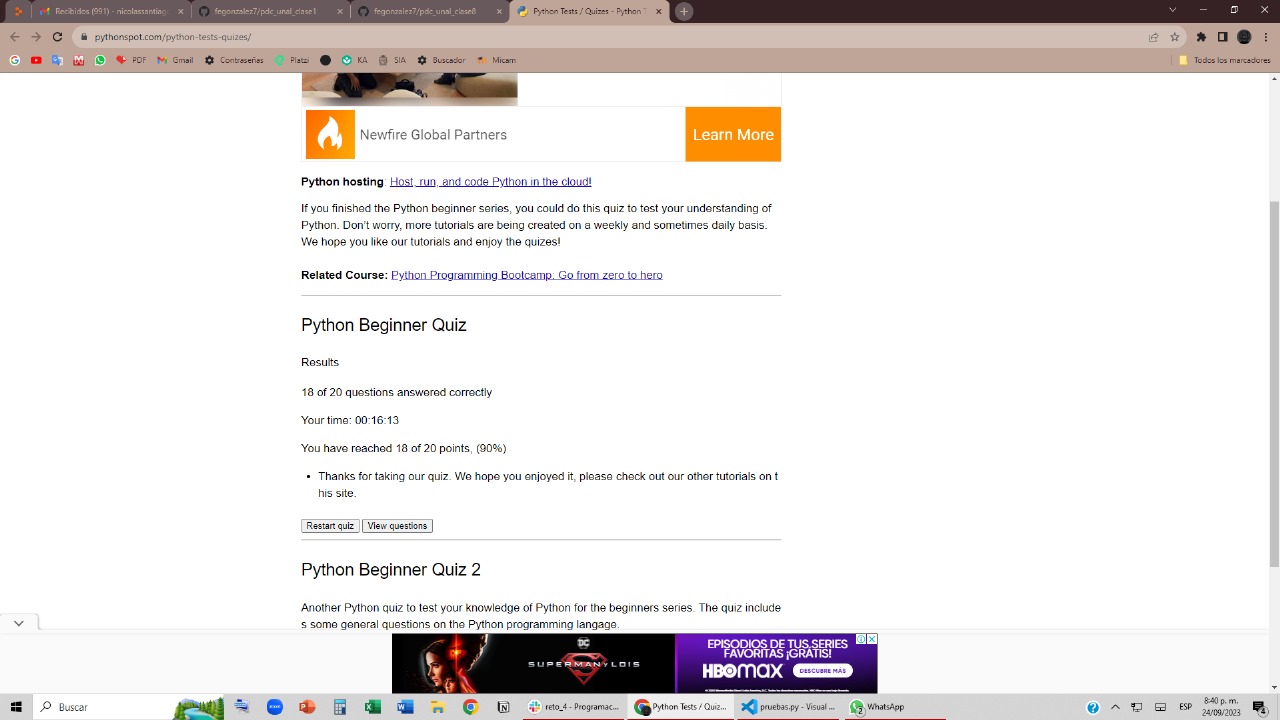 Recibidos (991) - nicolassantiag
fegonzalez7/pdc_unal_clase1
fegonzalez7/pdc_unal_clase8
Python Tests / Quizes - Python T
pythonspot.com/python-tests-quizes/
PDF
Gmail
Contraseñas
Platzi
KA
SIA
Buscador
Micam
Todos los marcadores
Newfire Global Partners
Learn More
Python hosting: Host, run, and code Python in the cloud!
If you finished the Python beginner series, you could do this quiz to test your understanding of
Python. Don't worry, more tutorials are being created on a weekly and sometimes daily basis.
We hope you like our tutorials and enjoy the quizes!
Related Course: Python Programming Bootcamp: Go from zero to hero
Python Beginner Quiz
Results
18 of 20 questions answered correctly
Your time: 00:16:13
You have reached 18 of 20 points, (90%)
Thanks for taking our quiz. We hope you enjoyed it, please check out our other tutorials on t
his site.
Restart quiz View questions
Python Beginner Quiz 2
Another Python quiz to test your knowledge of Python for the beginners series. The quiz include
s some general questions on the Python programming langage.
DC
SUPERMAN y LOIS
EPISODIOS DE TUS SERIES
FAVORITAS ¡GRATIS!
HBOMAX
DESCUBRE MÁS
Buscar
reto_4 - Programac...
Python Tests / Quiz...
pruebas.py - Visual ...
WhatsApp
2
ESP
8:40 p. m.
24/09/2023
4